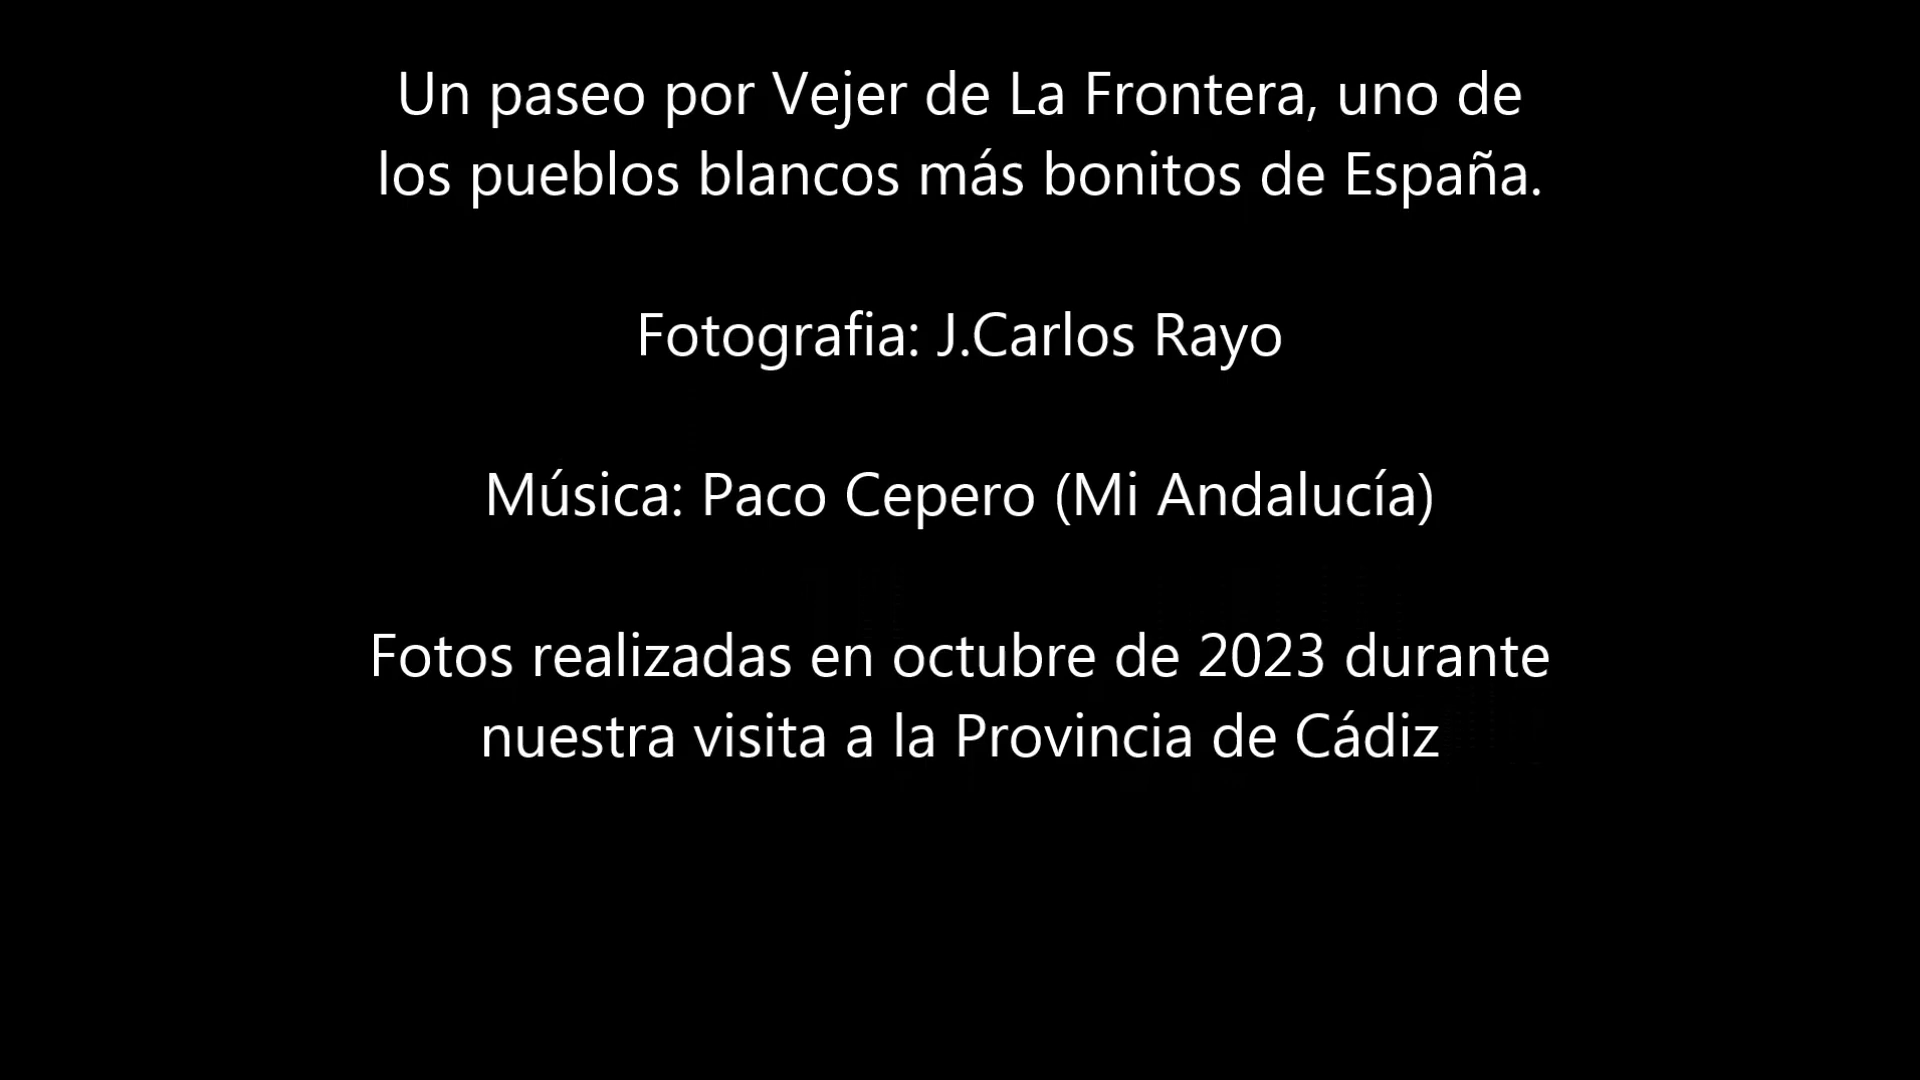 Un paseo por Vejer de La Frontera, uno de
los pueblos blancos más bonitos de España.
Fotografia: J.Carlos Rayo
Música: Paco Cepero (Mi Andalucía)
Fotos realizadas en octubre de 2023 durante
nuestra visita a la Provincia de Cádiz